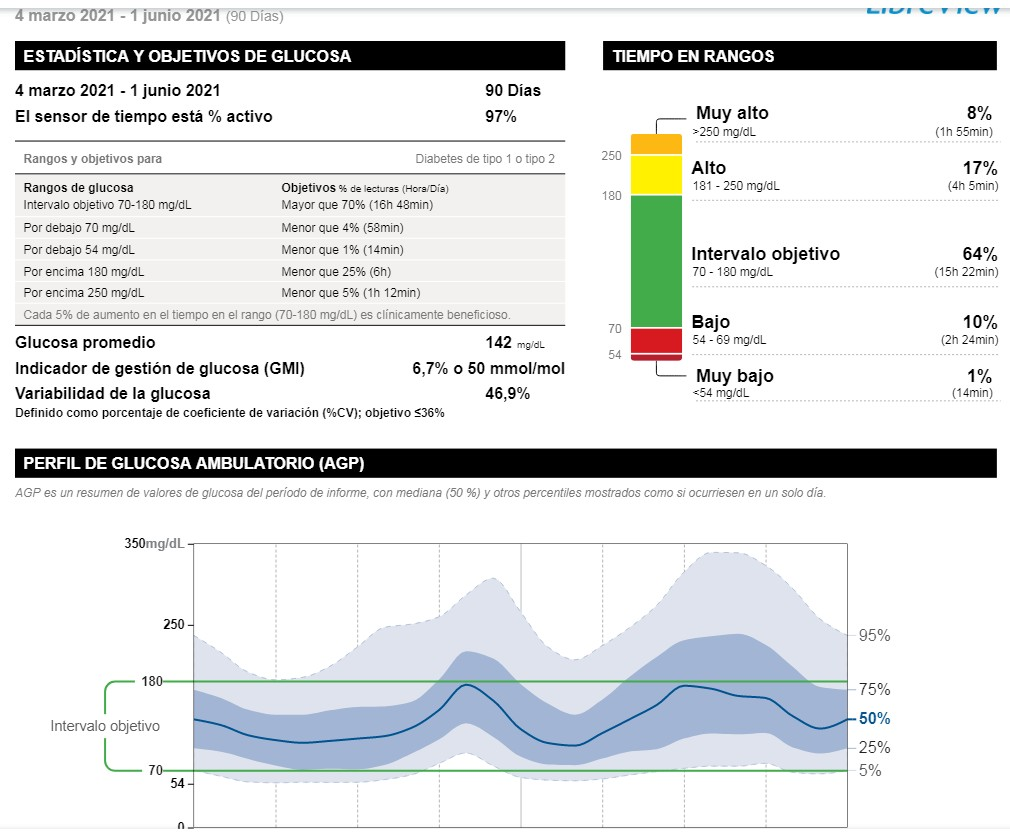 4 marzo 2021 - 1 junio 2021 (90 Días)
LibreView
ESTADÍSTICA Y OBJETIVOS DE GLUCOSA
4 marzo 2021 - 1 junio 2021 90 Días
El sensor de tiempo está % activo 97%
Rangos y objetivos para Diabetes de tipo 1 o tipo 2
Rangos de glucosa Objetivos % de lecturas (Hora/Día)
Intervalo objetivo 70-180 mg/dL Mayor que 70% (16h 48min)
Por debajo 70 mg/dL Menor que 4% (58min)
Por debajo 54 mg/dL Menor que 1% (14min)
Por encima 180 mg/dL Menor que 25% (6h)
Por encima 250 mg/dL Menor que 5% (1h 12min)
Cada 5% de aumento en el tiempo en el rango (70-180 mg/dL) es clínicamente beneficioso.
Glucosa promedio 142 mg/dL
Indicador de gestión de glucosa (GMI) 6,7% o 50 mmol/mol
Variabilidad de la glucosa 46,9%
Definido como porcentaje de coeficiente de variación (%CV); objetivo ≤36%
TIEMPO EN RANGOS
Muy alto 8%
>250 mg/dL (1h 55min)
250
Alto 17%
181 - 250 mg/dL (4h 5min)
180
Intervalo objetivo 64%
70 - 180 mg/dL (15h 22min)
70
Bajo 10%
54 - 69 mg/dL (2h 24min)
54
Muy bajo 1%
<54 mg/dL (14min)
PERFIL DE GLUCOSA AMBULATORIO (AGP)
AGP es un resumen de valores de glucosa del período de informe, con mediana (50 %) y otros percentiles mostrados como si ocurriesen en un solo día.
350mg/dL
250
95%
180
75%
50%
Intervalo objetivo
25%
70
5%
54
0